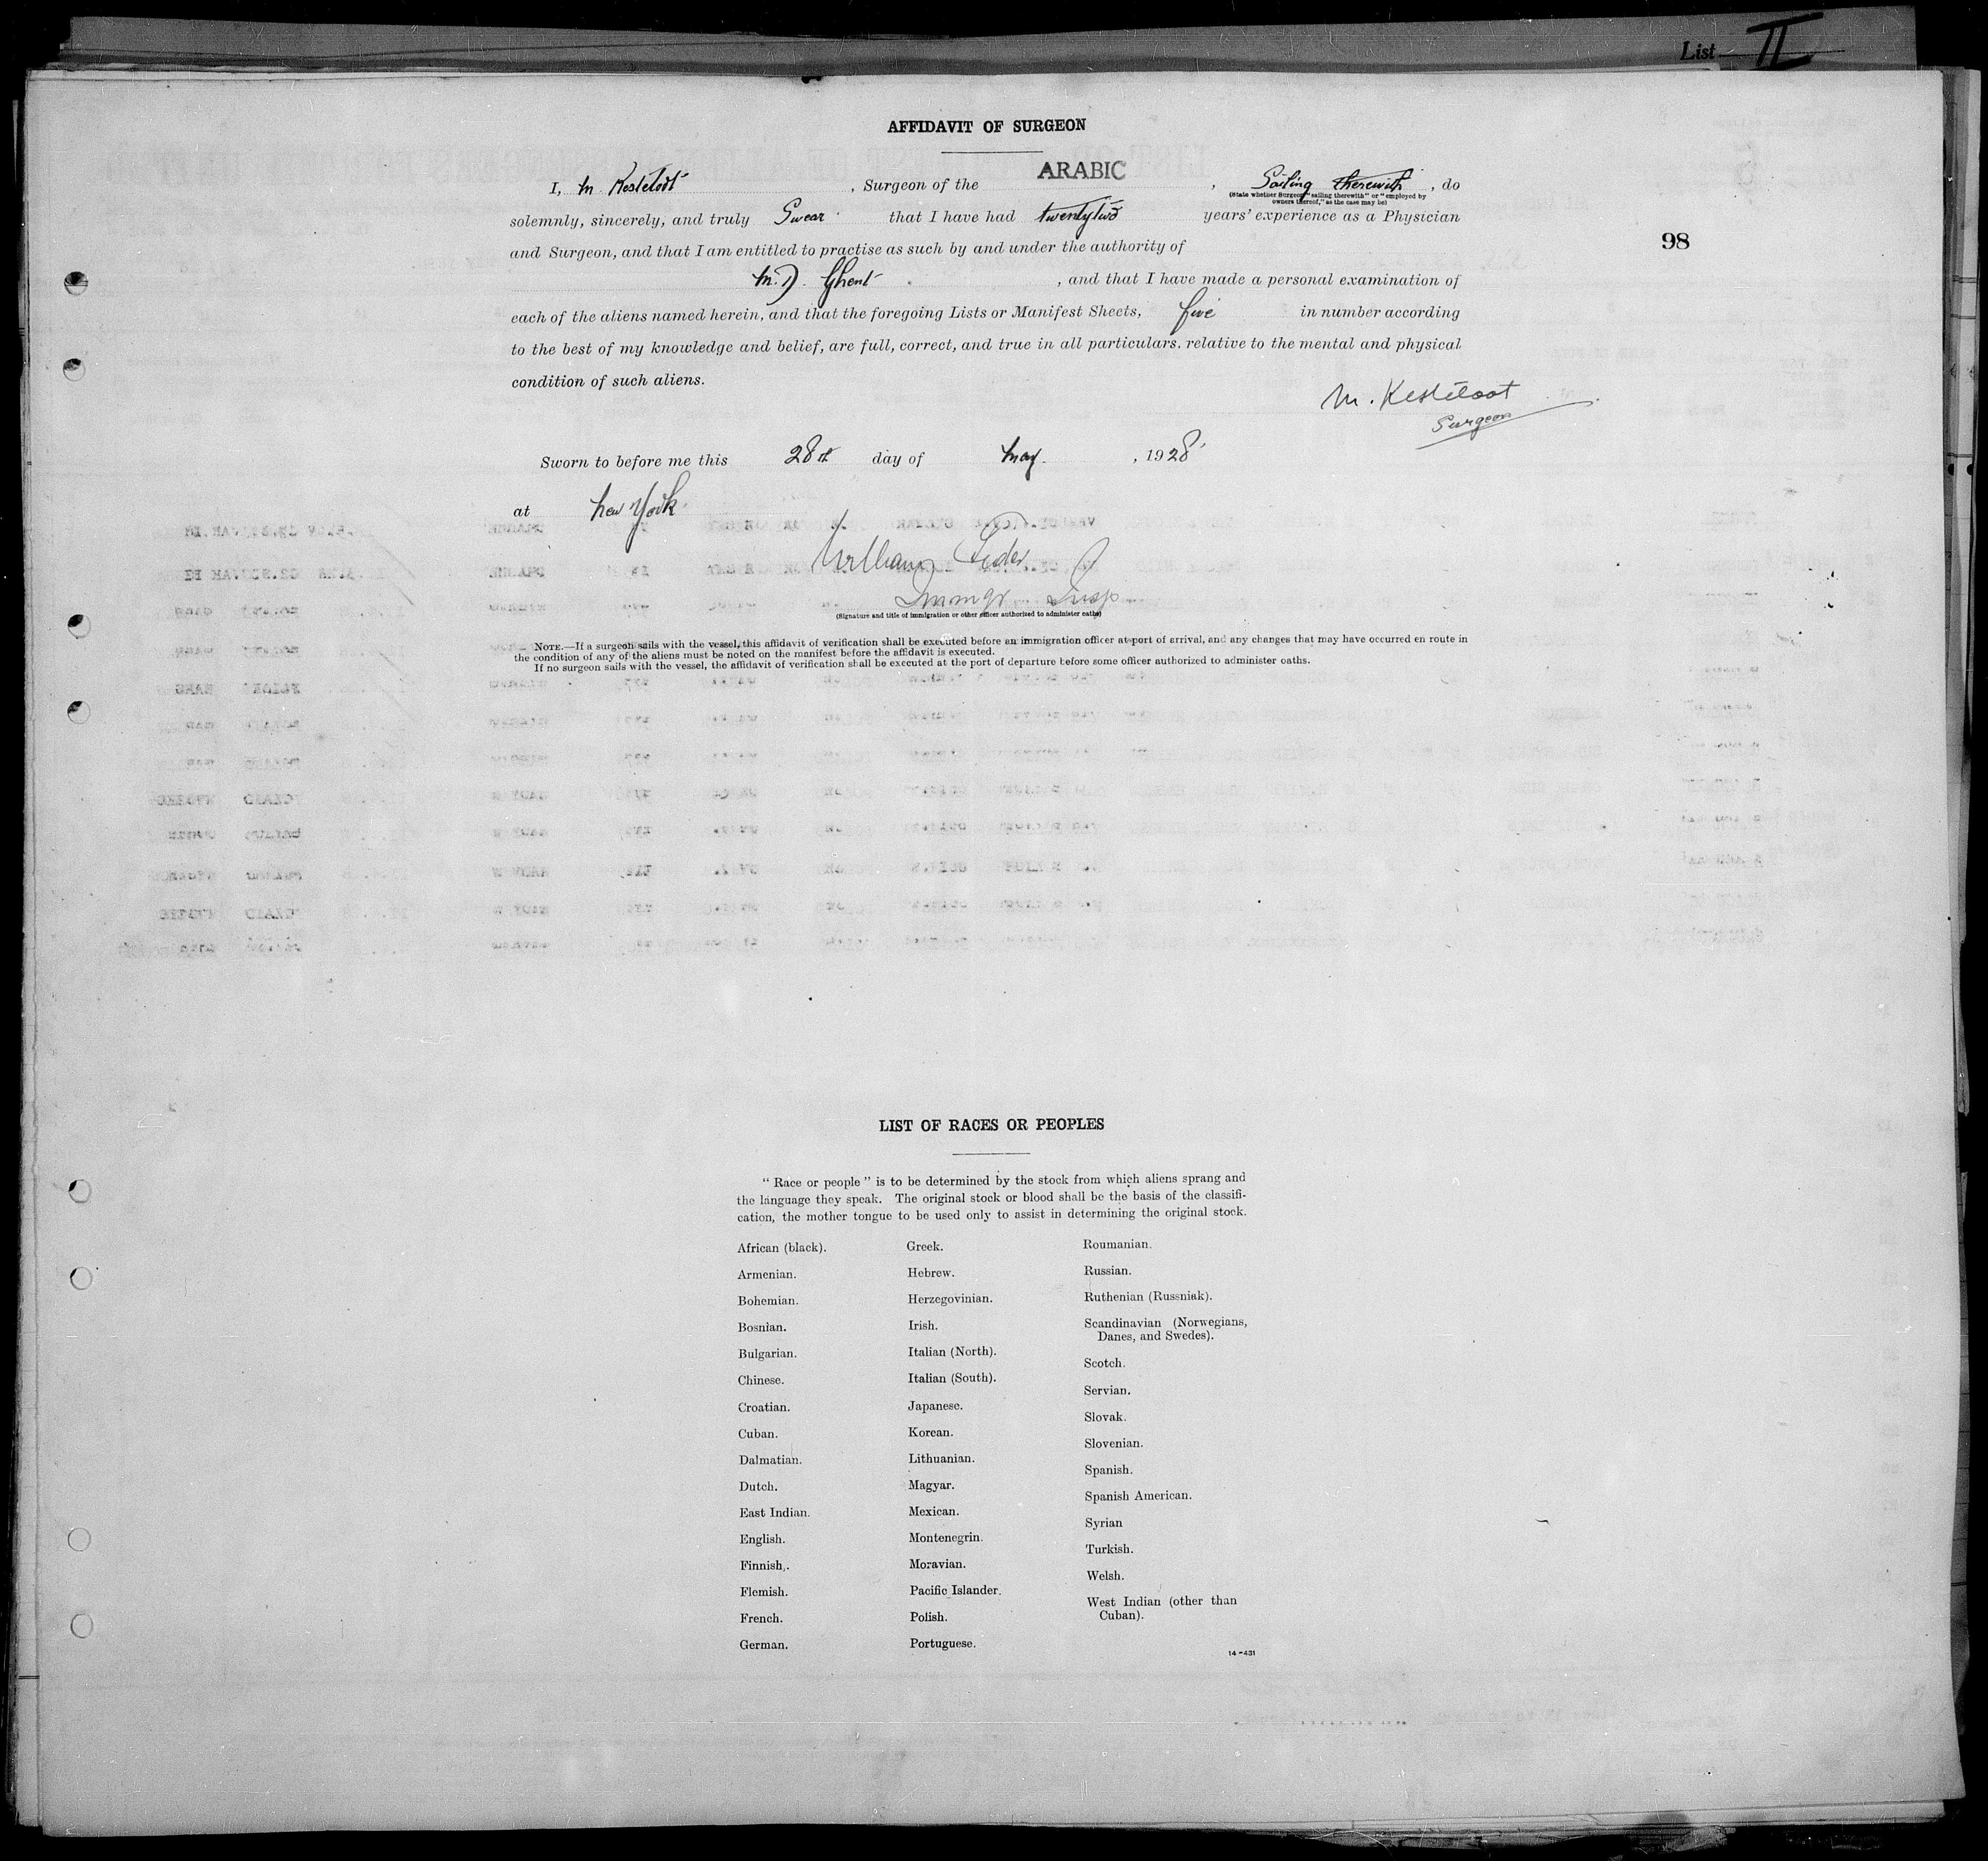 List II
AFFIDAVIT OF SURGEON
I, M. Kesteloot, Surgeon of the ARABIC, Sailing therewith, do
(State whether Surgeon "sailing therewith" or "employed by
owners thereof," as the case may be)
solemnly, sincerely, and truly Swear that I have had twentytwo years' experience as a Physician
98
and Surgeon, and that I am entitled to practise as such by and under the authority of
M.D. Ghent, and that I have made a personal examination of
each of the aliens named herein, and that the foregoing Lists or Manifest Sheets, five in number according
to the best of my knowledge and belief, are full, correct, and true in all particulars. relative to the mental and physical
condition of such aliens.
M. Kesteloot
Surgeon
Sworn to before me this 28th day of May, 1928
at New York
William
Immgr Insp
(Signature and title of immigration or other officer authorized to administer oaths)
NOTE.—If a surgeon sails with the vessel, this affidavit of verification shall be executed before an immigration officer at port of arrival, and any changes that may have occurred en route in
the condition of any of the aliens must be noted on the manifest before the affidavit is executed.
If no surgeon sails with the vessel, the affidavit of verification shall be executed at the port of departure before some officer authorized to administer oaths.
LIST OF RACES OR PEOPLES
"Race or people" is to be determined by the stock from which aliens sprang and
the language they speak. The original stock or blood shall be the basis of the classifi-
cation, the mother tongue to be used only to assist in determining the original stock.
African (black).
Armenian.
Bohemian.
Bosnian.
Bulgarian.
Chinese.
Croatian.
Cuban.
Dalmatian.
Dutch.
East Indian.
English.
Finnish.
Flemish.
French.
German.
Greek.
Hebrew.
Herzegovinian.
Irish.
Italian (North).
Italian (South).
Japanese.
Korean.
Lithuanian.
Magyar.
Mexican.
Montenegrin.
Moravian.
Pacific Islander.
Polish.
Portuguese.
Roumanian.
Russian.
Ruthenian (Russniak).
Scandinavian (Norwegians,
Danes, and Swedes).
Scotch.
Servian.
Slovak.
Slovenian.
Spanish.
Spanish American.
Syrian
Turkish.
Welsh.
West Indian (other than
Cuban).
14-431